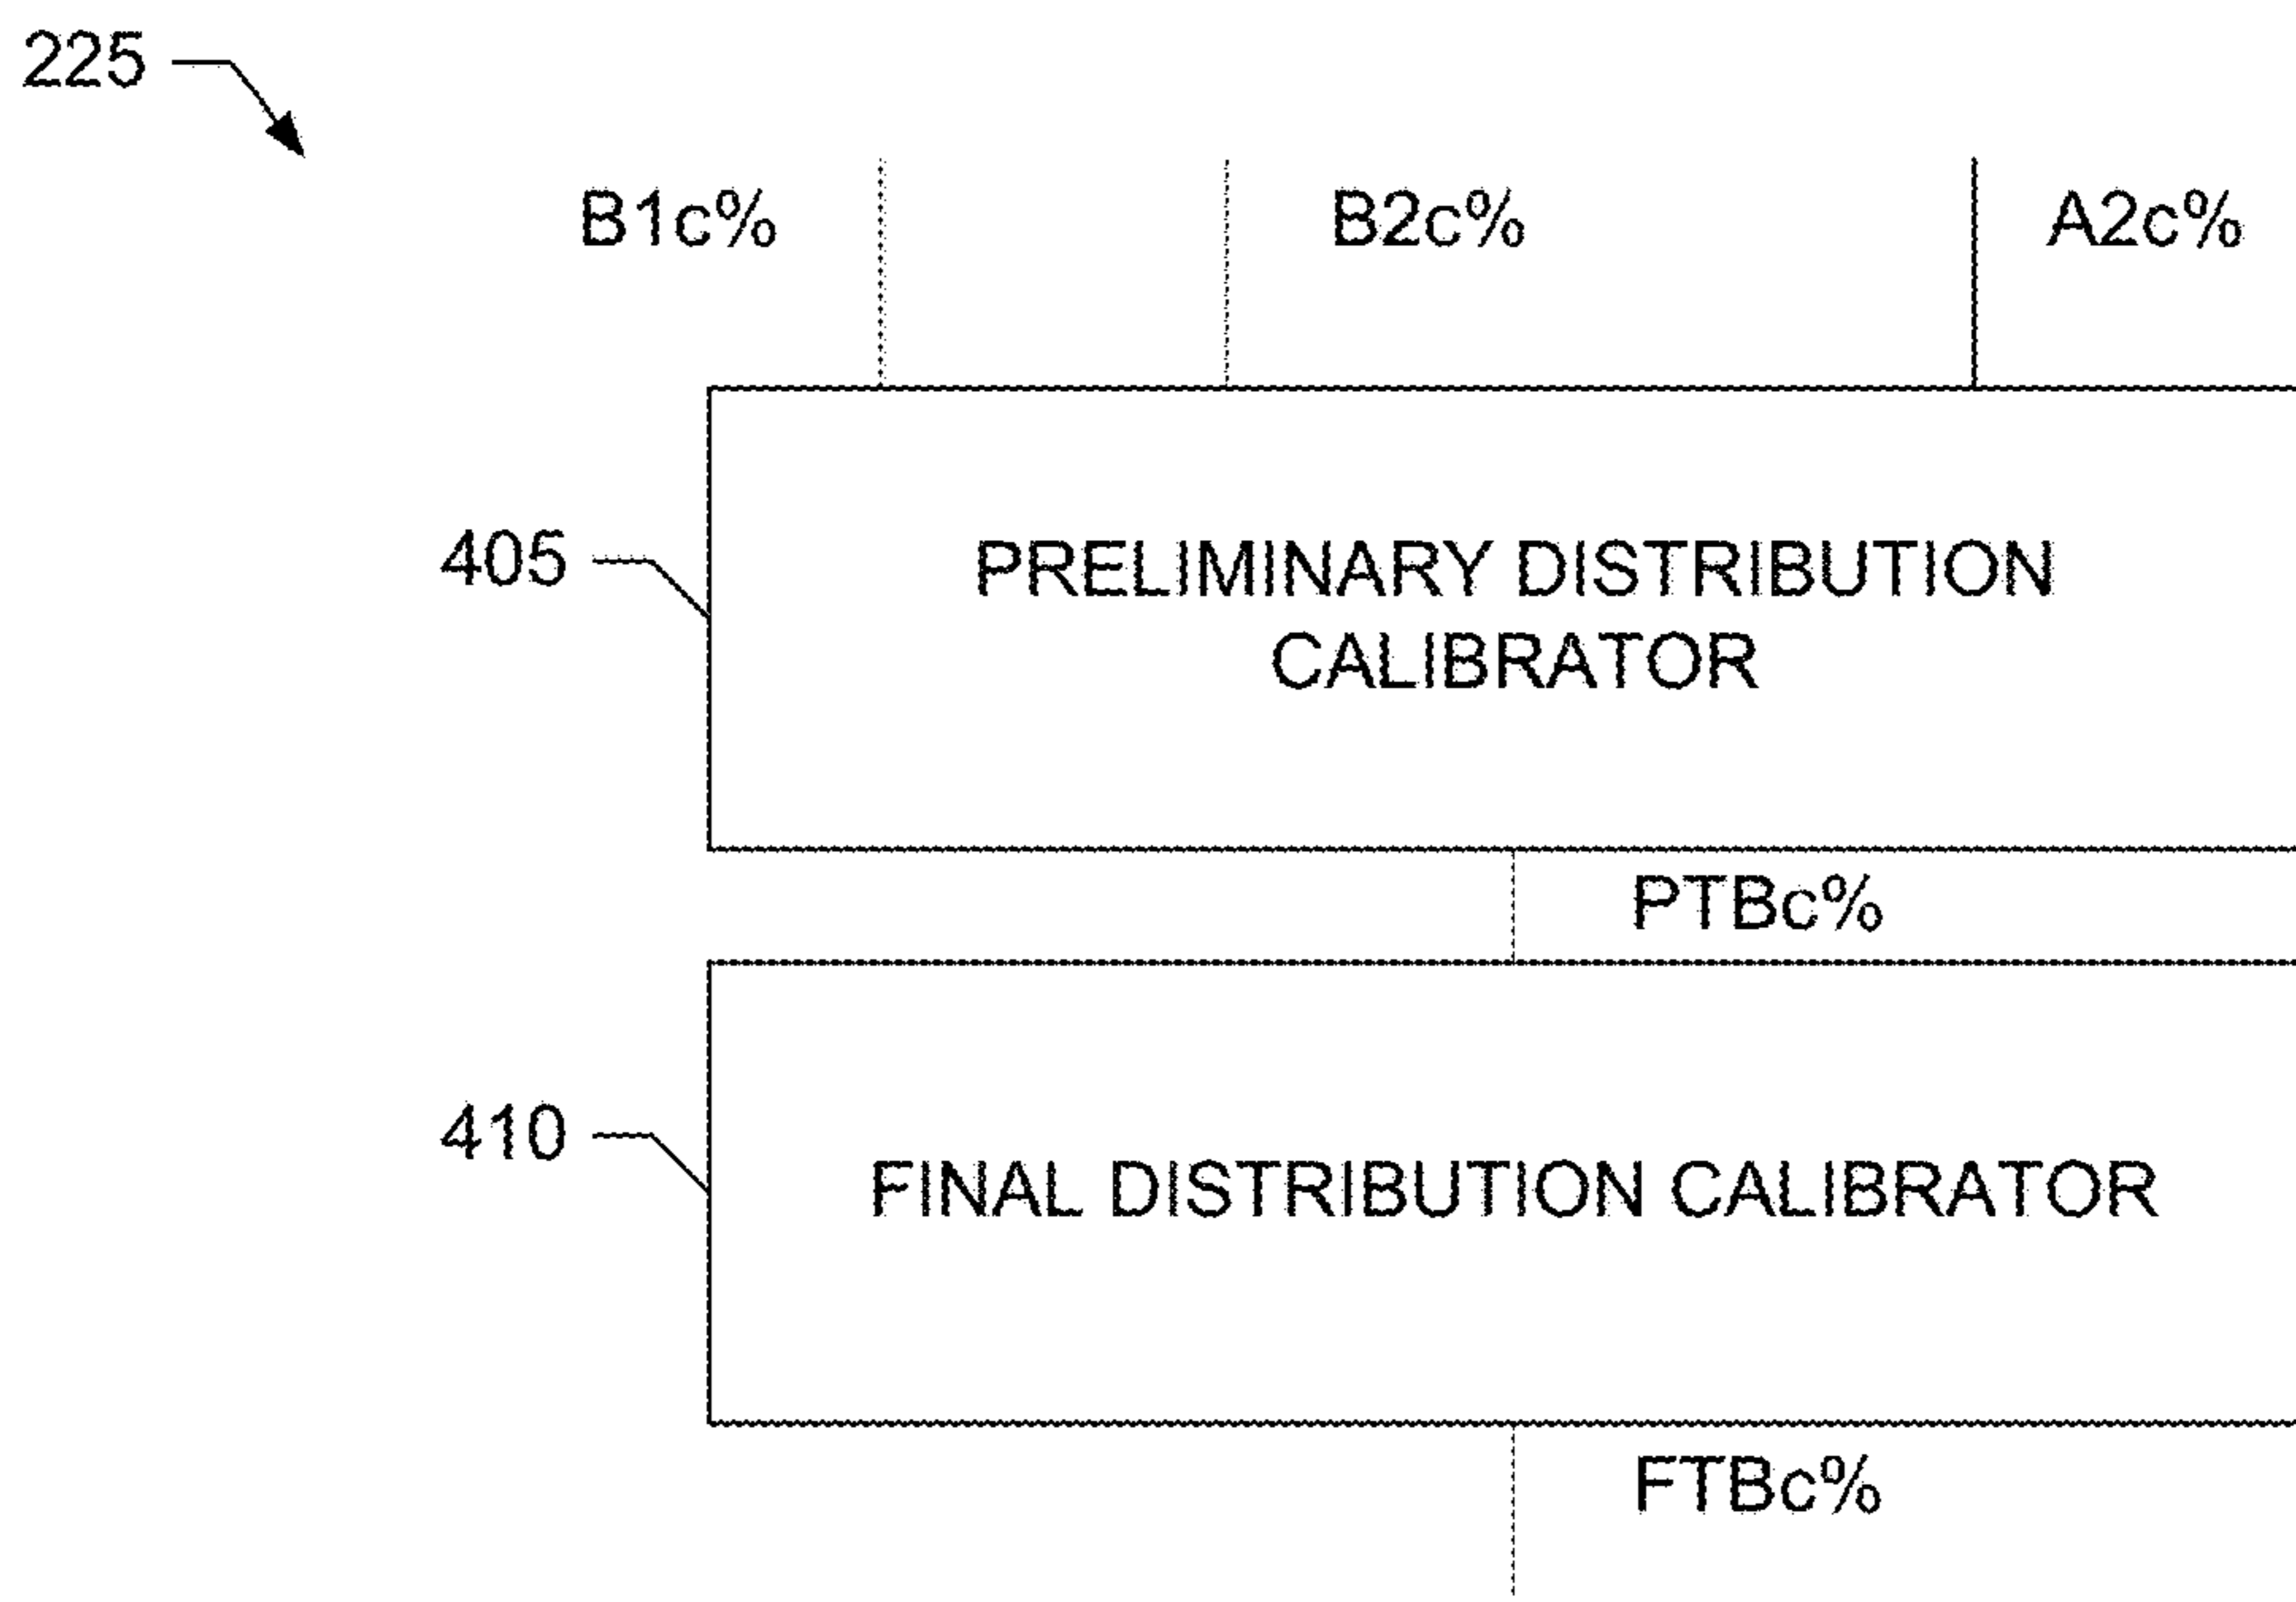 225
B1c%
B2c%
A2c%
405
PRELIMINARY DISTRIBUTION
CALIBRATOR
PTBc%
410
FINAL DISTRIBUTION CALIBRATOR
FTBc%